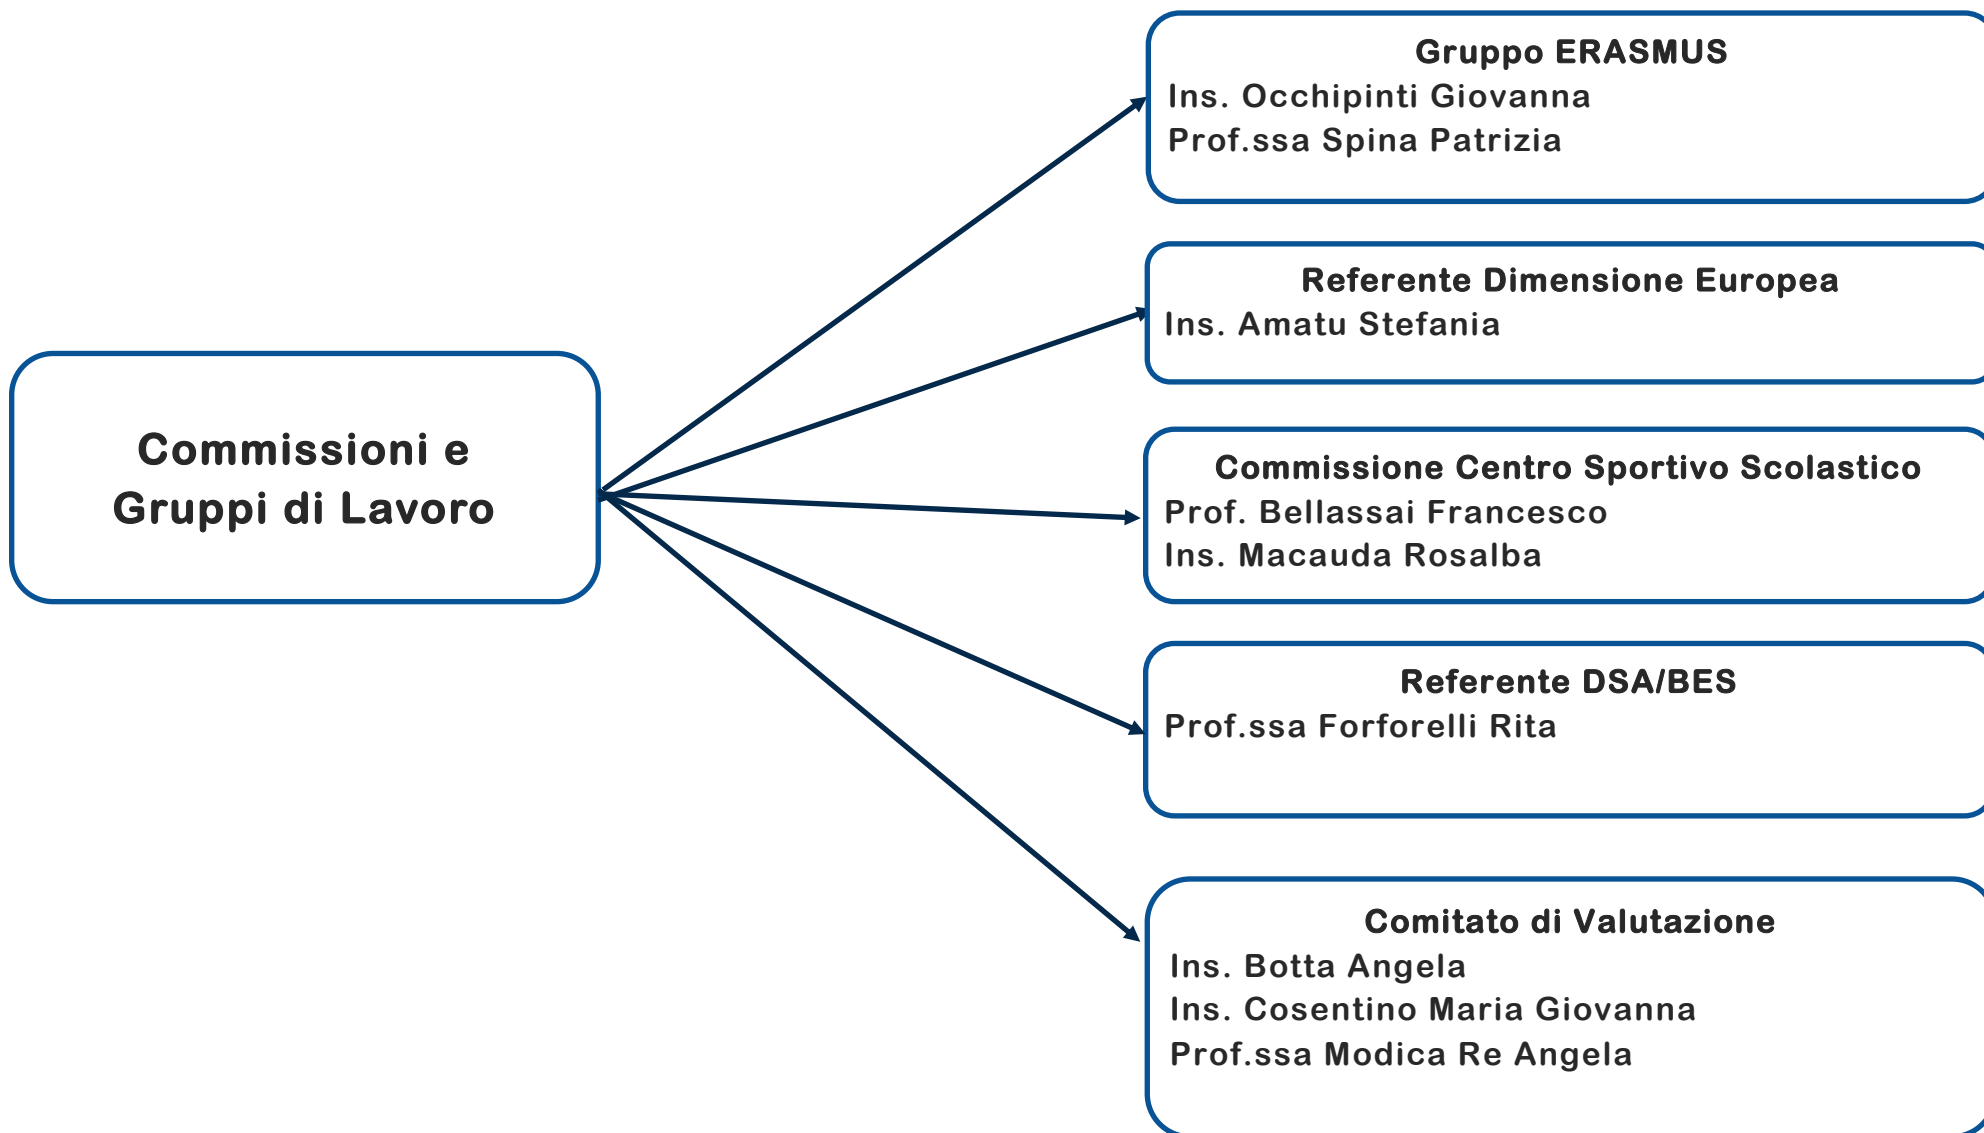 Commissioni e
Gruppi di Lavoro
Gruppo ERASMUS
Ins. Occhipinti Giovanna
Prof.ssa Spina Patrizia
Referente Dimensione Europea
Ins. Amatu Stefania
Commissione Centro Sportivo Scolastico
Prof. Bellassai Francesco
Ins. Macauda Rosalba
Referente DSA/BES
Prof.ssa Forforelli Rita
Comitato di Valutazione
Ins. Botta Angela
Ins. Cosentino Maria Giovanna
Prof.ssa Modica Re Angela